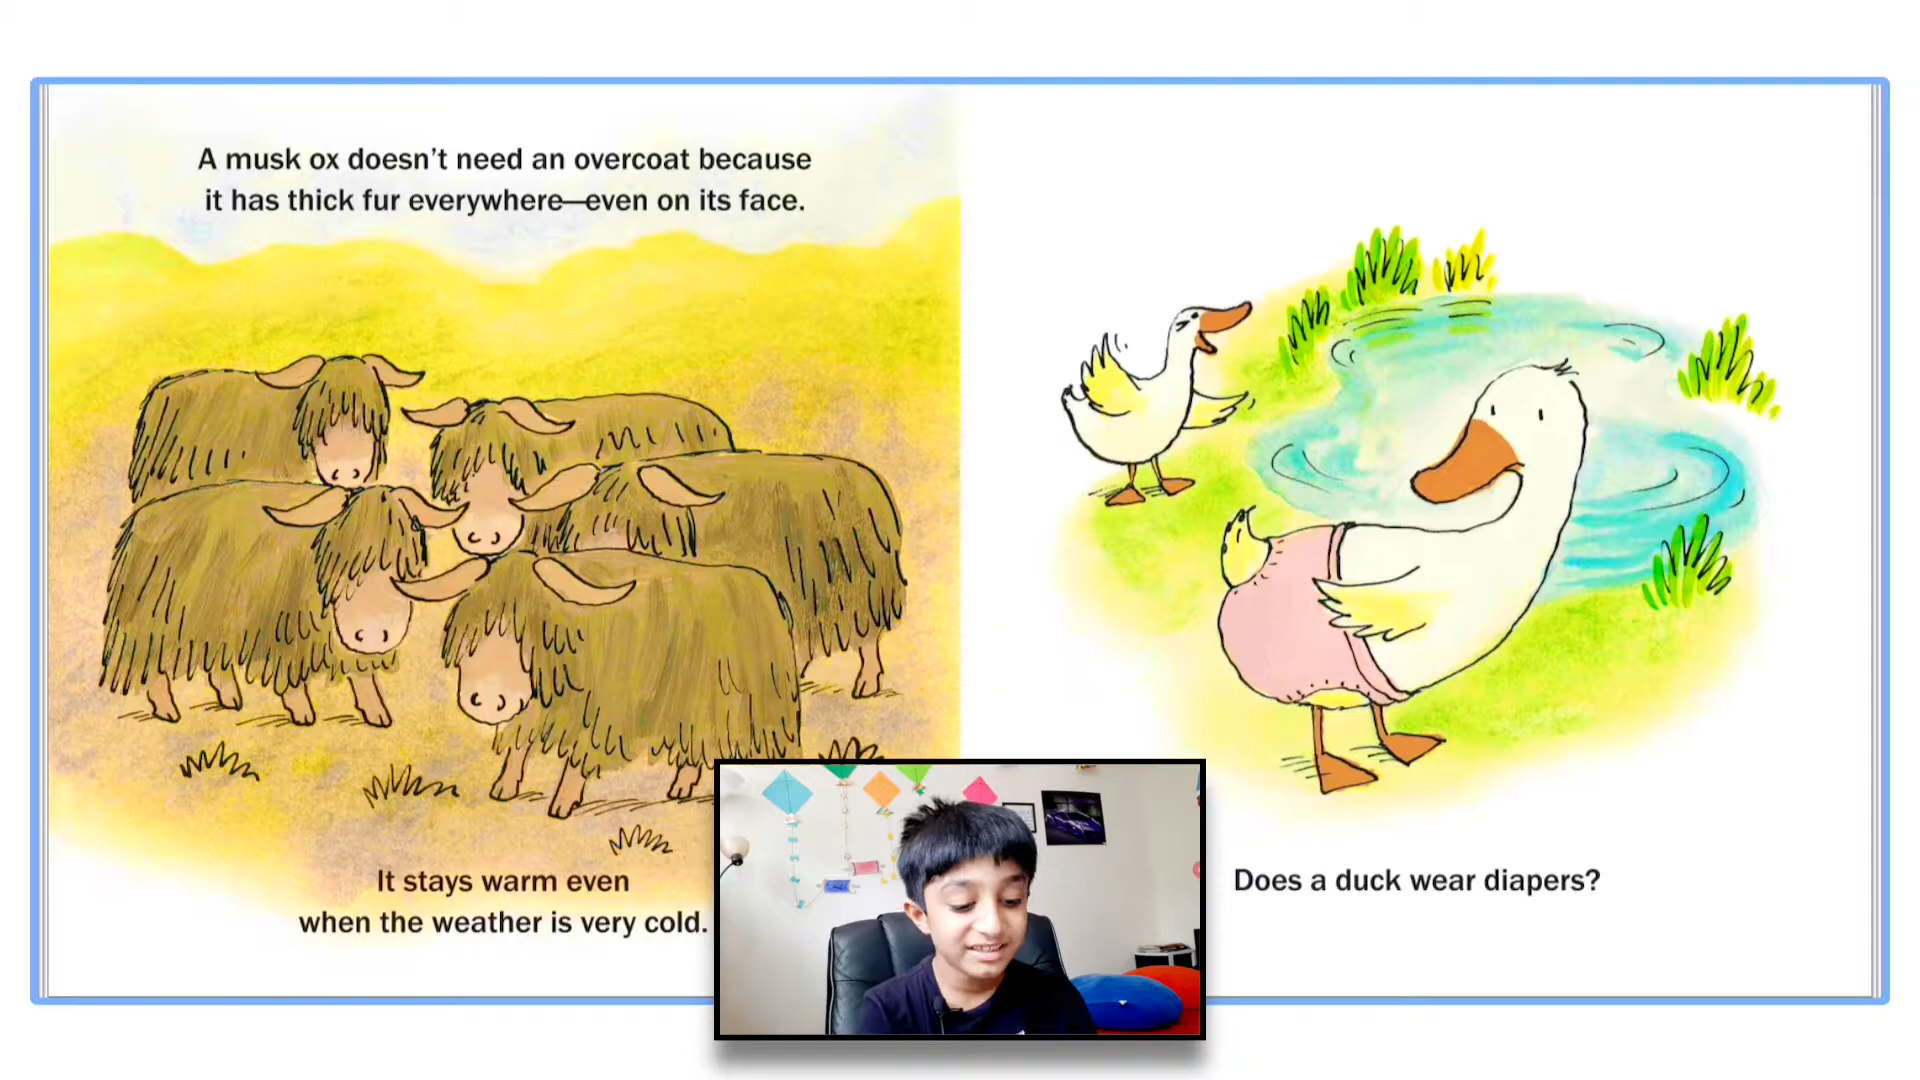 A musk ox doesn't need an overcoat because
it has thick fur everywhere—even on its face.
It stays warm even
when the weather is very cold.
Does a duck wear diapers?